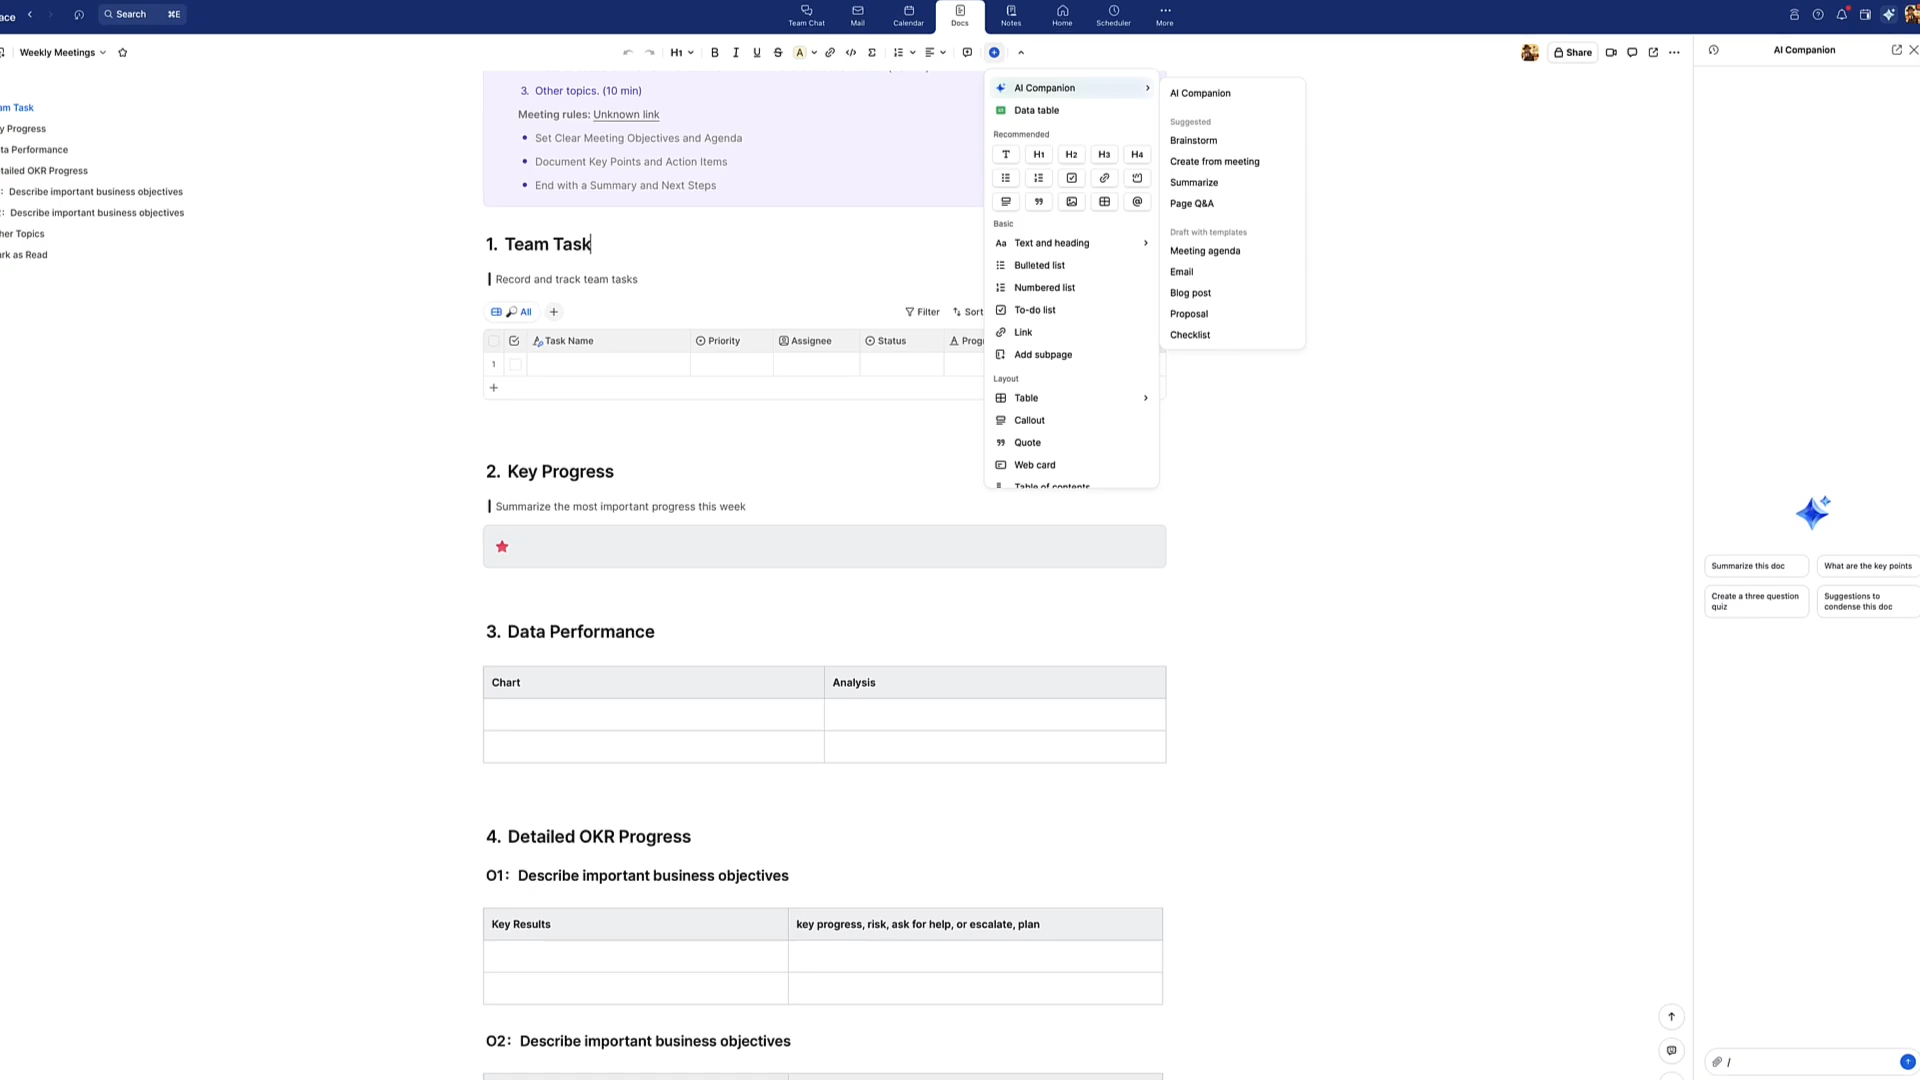 ace
Search ⌘E
Team Chat
Mail
Calendar
Docs
Notes
Home
Scheduler
More
Weekly Meetings
H1
B
I
U
S
A
Share
AI Companion
am Task
y Progress
ta Performance
tailed OKR Progress
: Describe important business objectives
: Describe important business objectives
her Topics
rk as Read
3. Other topics. (10 min)
Meeting rules: Unknown link
• Set Clear Meeting Objectives and Agenda
• Document Key Points and Action Items
• End with a Summary and Next Steps
1. Team Task
Record and track team tasks
All
Filter
Sort
Task Name
Priority
Assignee
Status
Prog
1
2. Key Progress
Summarize the most important progress this week
3. Data Performance
Chart
Analysis
4. Detailed OKR Progress
O1: Describe important business objectives
Key Results
key progress, risk, ask for help, or escalate, plan
O2: Describe important business objectives
AI Companion
Data table
Recommended
T H1 H2 H3 H4
Basic
Aa Text and heading
Bulleted list
Numbered list
To-do list
Link
Add subpage
Layout
Table
Callout
Quote
Web card
Table of contents
AI Companion
Suggested
Brainstorm
Create from meeting
Summarize
Page Q&A
Draft with templates
Meeting agenda
Email
Blog post
Proposal
Checklist
Summarize this doc
What are the key points
Create a three question
quiz
Suggestions to
condense this doc
/